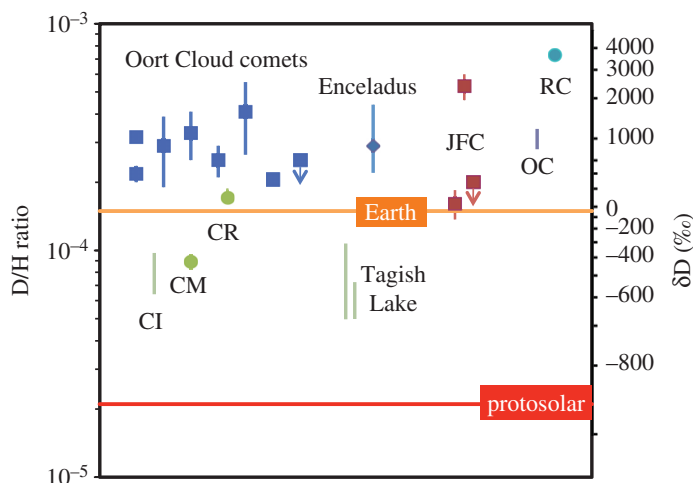 10⁻³
10⁻⁴
10⁻⁵
D/H ratio
Oort Cloud comets
Enceladus
RC
JFC
OC
Earth
CR
CM
CI
Tagish
Lake
protosolar
4000
3000
2000
1000
0
−200
−400
−600
−800
δD (‰)